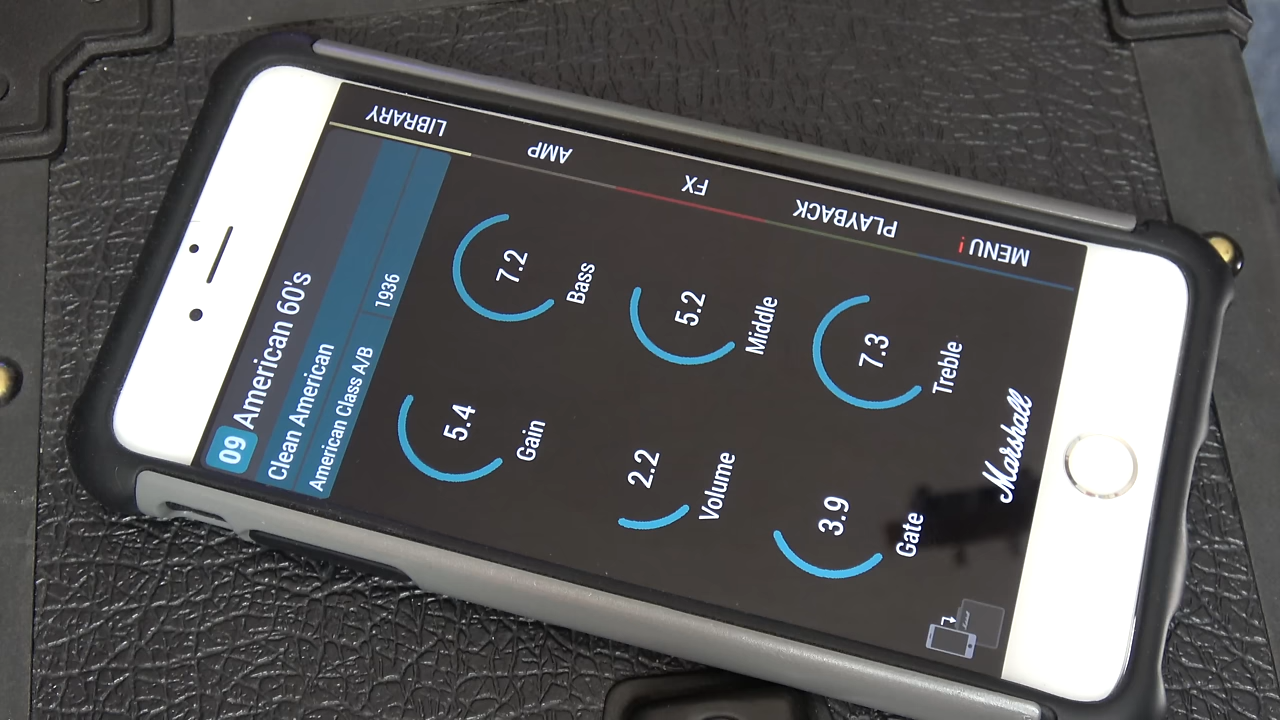 09 American 60's
Clean American
American Class A/B 1936
5.4 7.2
Gain Bass
2.2 5.2
Volume Middle
3.9 7.3
Gate Treble
Marshall
LIBRARY
AMP
FX
PLAYBACK
MENU !